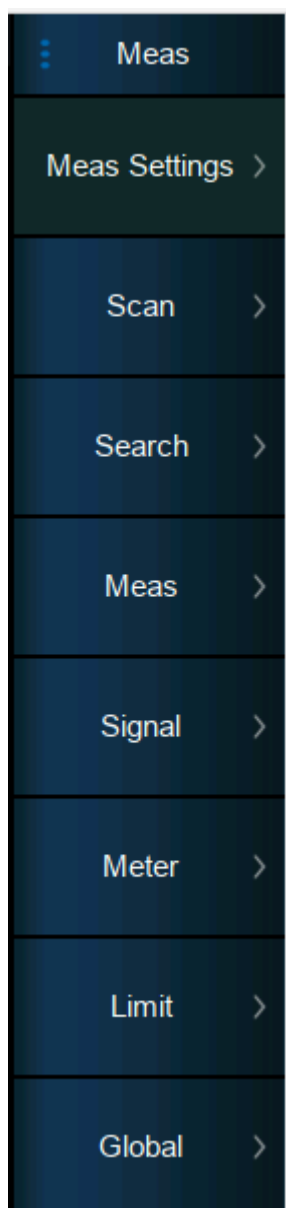 Meas
Meas Settings
Scan
Search
Meas
Signal
Meter
Limit
Global